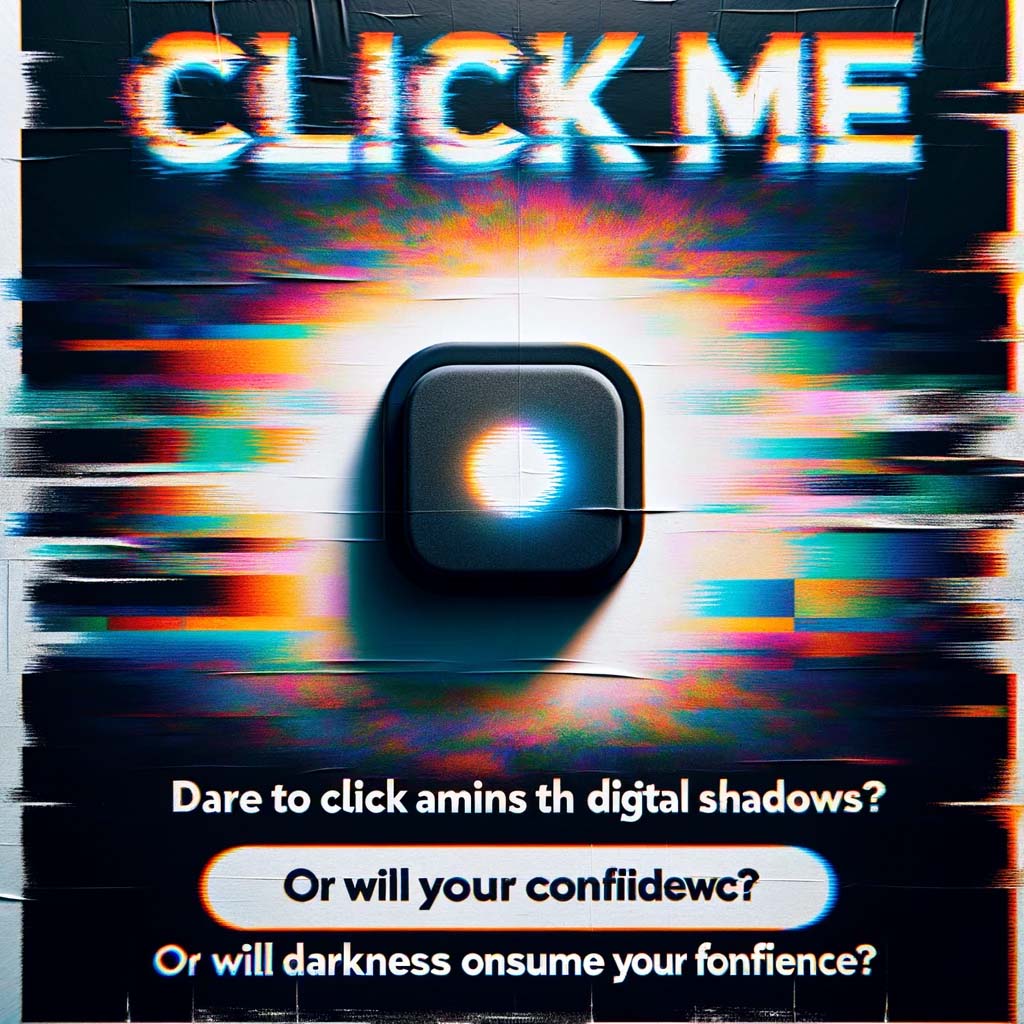 CLICK ME
Dare to click amins th digital shadows?
Or will your confiidewc?
Or will darkness onsume your fonfience?